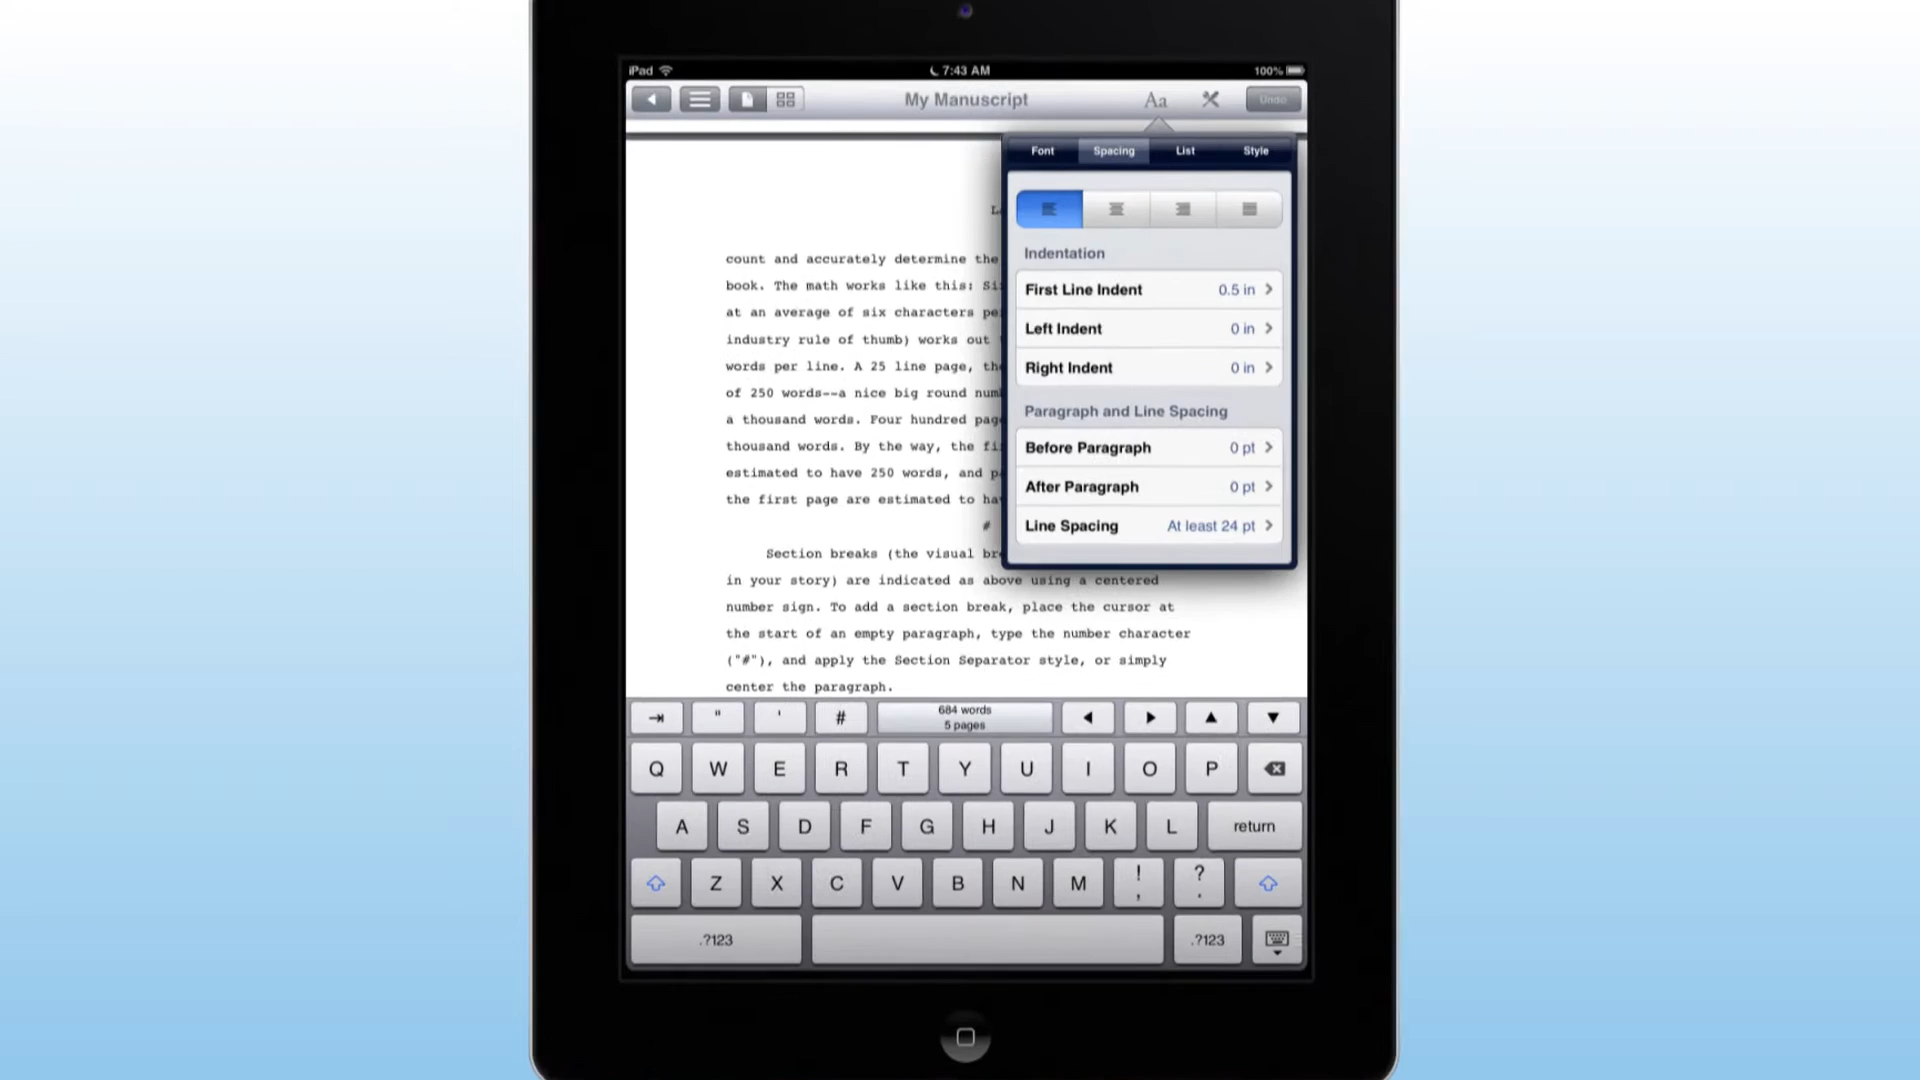 iPad 7:43 AM 100%
My Manuscript Aa Undo
Font Spacing List Style
count and accurately determine the
book. The math works like this:
at an average of six characters
industry rule of thumb) works out
words per line. A 25 line page,
of 250 words--a nice big round
a thousand words. Four hundred
thousand words. By the way, the
estimated to have 250 words, and
the first page are estimated to
#
Section breaks (the visual
in your story) are indicated as above using a centered
number sign. To add a section break, place the cursor at
the start of an empty paragraph, type the number character
("#"), and apply the Section Separator style, or simply
center the paragraph.
Indentation
First Line Indent 0.5 in
Left Indent 0 in
Right Indent 0 in
Paragraph and Line Spacing
Before Paragraph 0 pt
After Paragraph 0 pt
Line Spacing At least 24 pt
" ' # 684 words
5 pages
Q W E R T Y U I O P
A S D F G H J K L return
Z X C V B N M ! , ? .
.?123 .?123